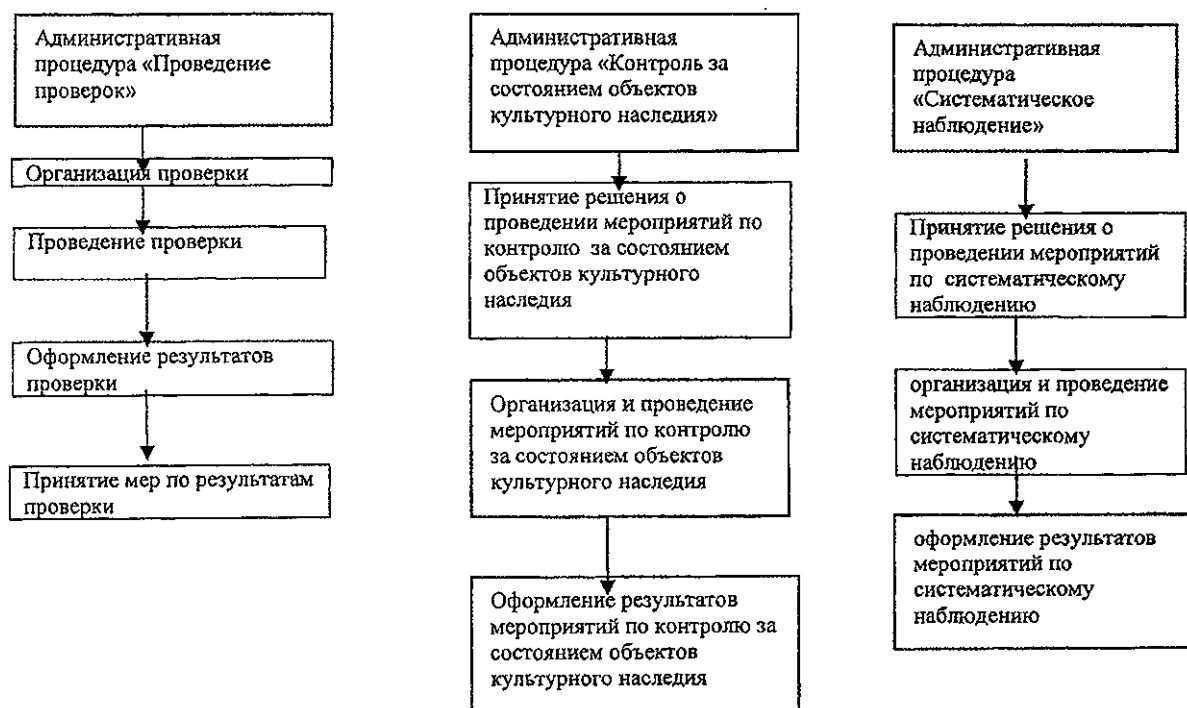 Административная
процедура «Проведение
проверок»
Организация проверки
Проведение проверки
Оформление результатов
проверки
Принятие мер по результатам
проверки
Административная
процедура «Контроль за
состоянием объектов
культурного наследия»
Принятие решения о
проведении мероприятий по
контролю за состоянием
объектов культурного
наследия
Организация и проведение
мероприятий по контролю
за состоянием объектов
культурного наследия
Оформление результатов
мероприятий по контролю за
состоянием объектов
культурного наследия
Административная
процедура
«Систематическое
наблюдение»
Принятие решения о
проведении мероприятий
по систематическому
наблюдению
организация и проведение
мероприятий по
систематическому
наблюдению
оформление результатов
мероприятий по
систематическому
наблюдению